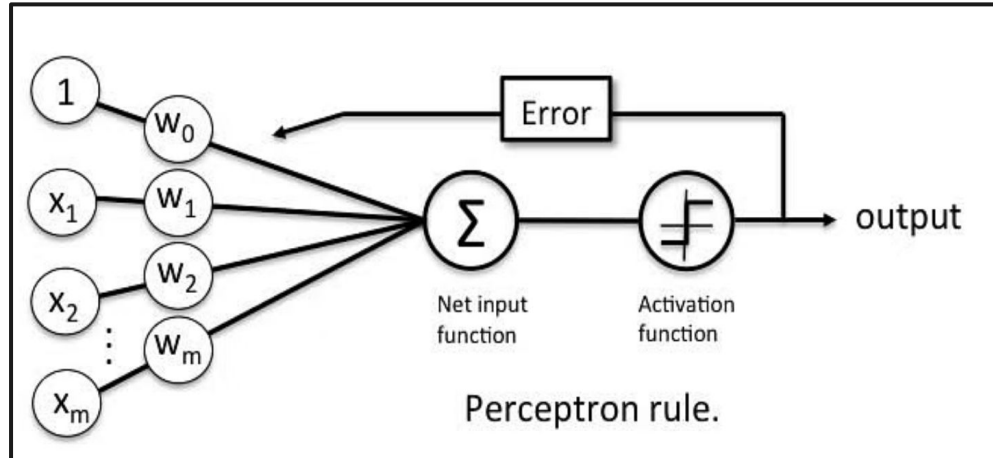 1
w0
x1
w1
x2
w2
⋮
wm
xm
Error
Σ
output
Net input
function
Activation
function
Perceptron rule.